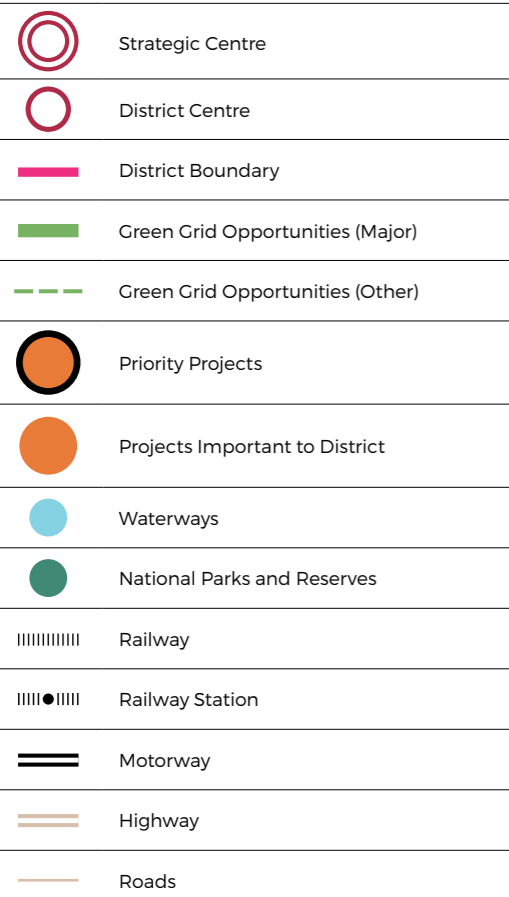 Strategic Centre
District Centre
District Boundary
Green Grid Opportunities (Major)
Green Grid Opportunities (Other)
Priority Projects
Projects Important to District
Waterways
National Parks and Reserves
Railway
Railway Station
Motorway
Highway
Roads